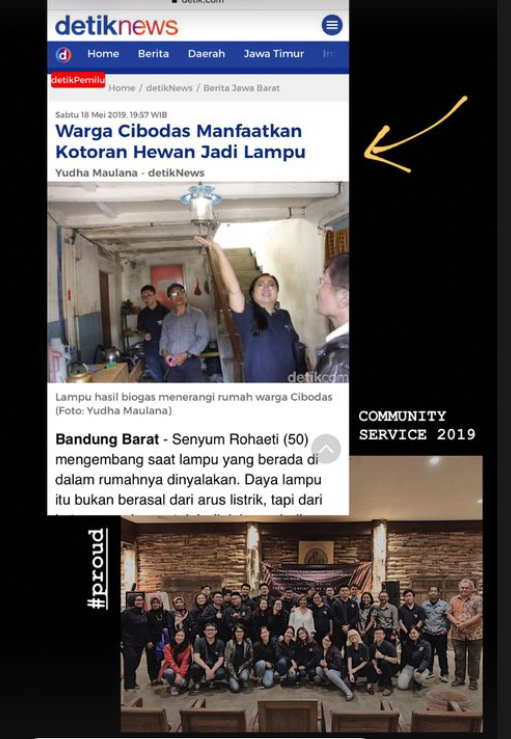 detik.com
detiknews
d Home Berita Daerah Jawa Timur In
detikPemilu
Home / detikNews / Berita Jawa Barat
Sabtu 18 Mei 2019, 19:57 WIB
Warga Cibodas Manfaatkan
Kotoran Hewan Jadi Lampu
Yudha Maulana - detikNews
detikcom
Lampu hasil biogas menerangi rumah warga Cibodas
(Foto: Yudha Maulana)
Bandung Barat - Senyum Rohaeti (50)
mengembang saat lampu yang berada di
dalam rumahnya dinyalakan. Daya lampu
itu bukan berasal dari arus listrik, tapi dari
COMMUNITY
SERVICE 2019
#proud